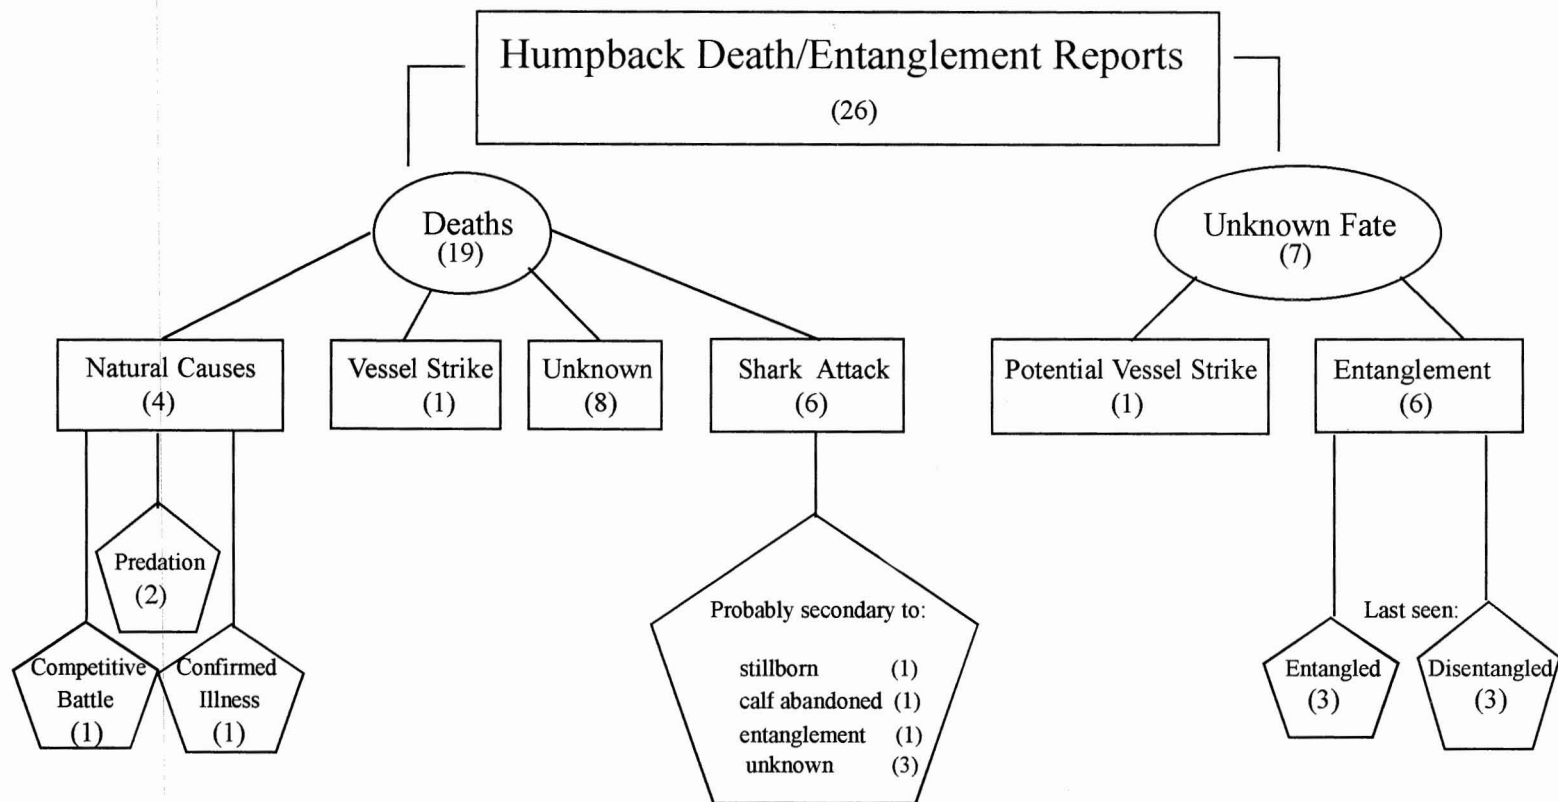 Humpback Death/Entanglement Reports
(26)
Deaths
(19)
Unknown Fate
(7)
Natural Causes
(4)
Vessel Strike
(1)
Unknown
(8)
Shark Attack
(6)
Potential Vessel Strike
(1)
Entanglement
(6)
Predation
(2)
Competitive
Battle
(1)
Confirmed
Illness
(1)
Probably secondary to:
stillborn (1)
calf abandoned (1)
entanglement (1)
unknown (3)
Last seen:
Entangled
(3)
Disentangled
(3)